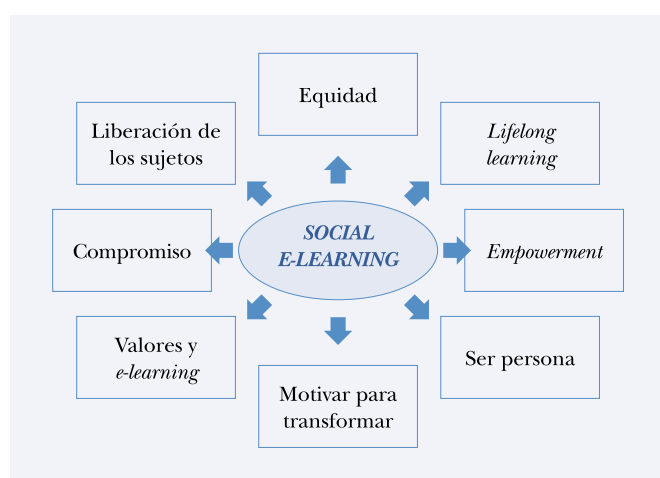 Equidad
Liberación de
los sujetos
Lifelong
learning
SOCIAL
E-LEARNING
Compromiso
Empowerment
Valores y
e-learning
Ser persona
Motivar para
transformar